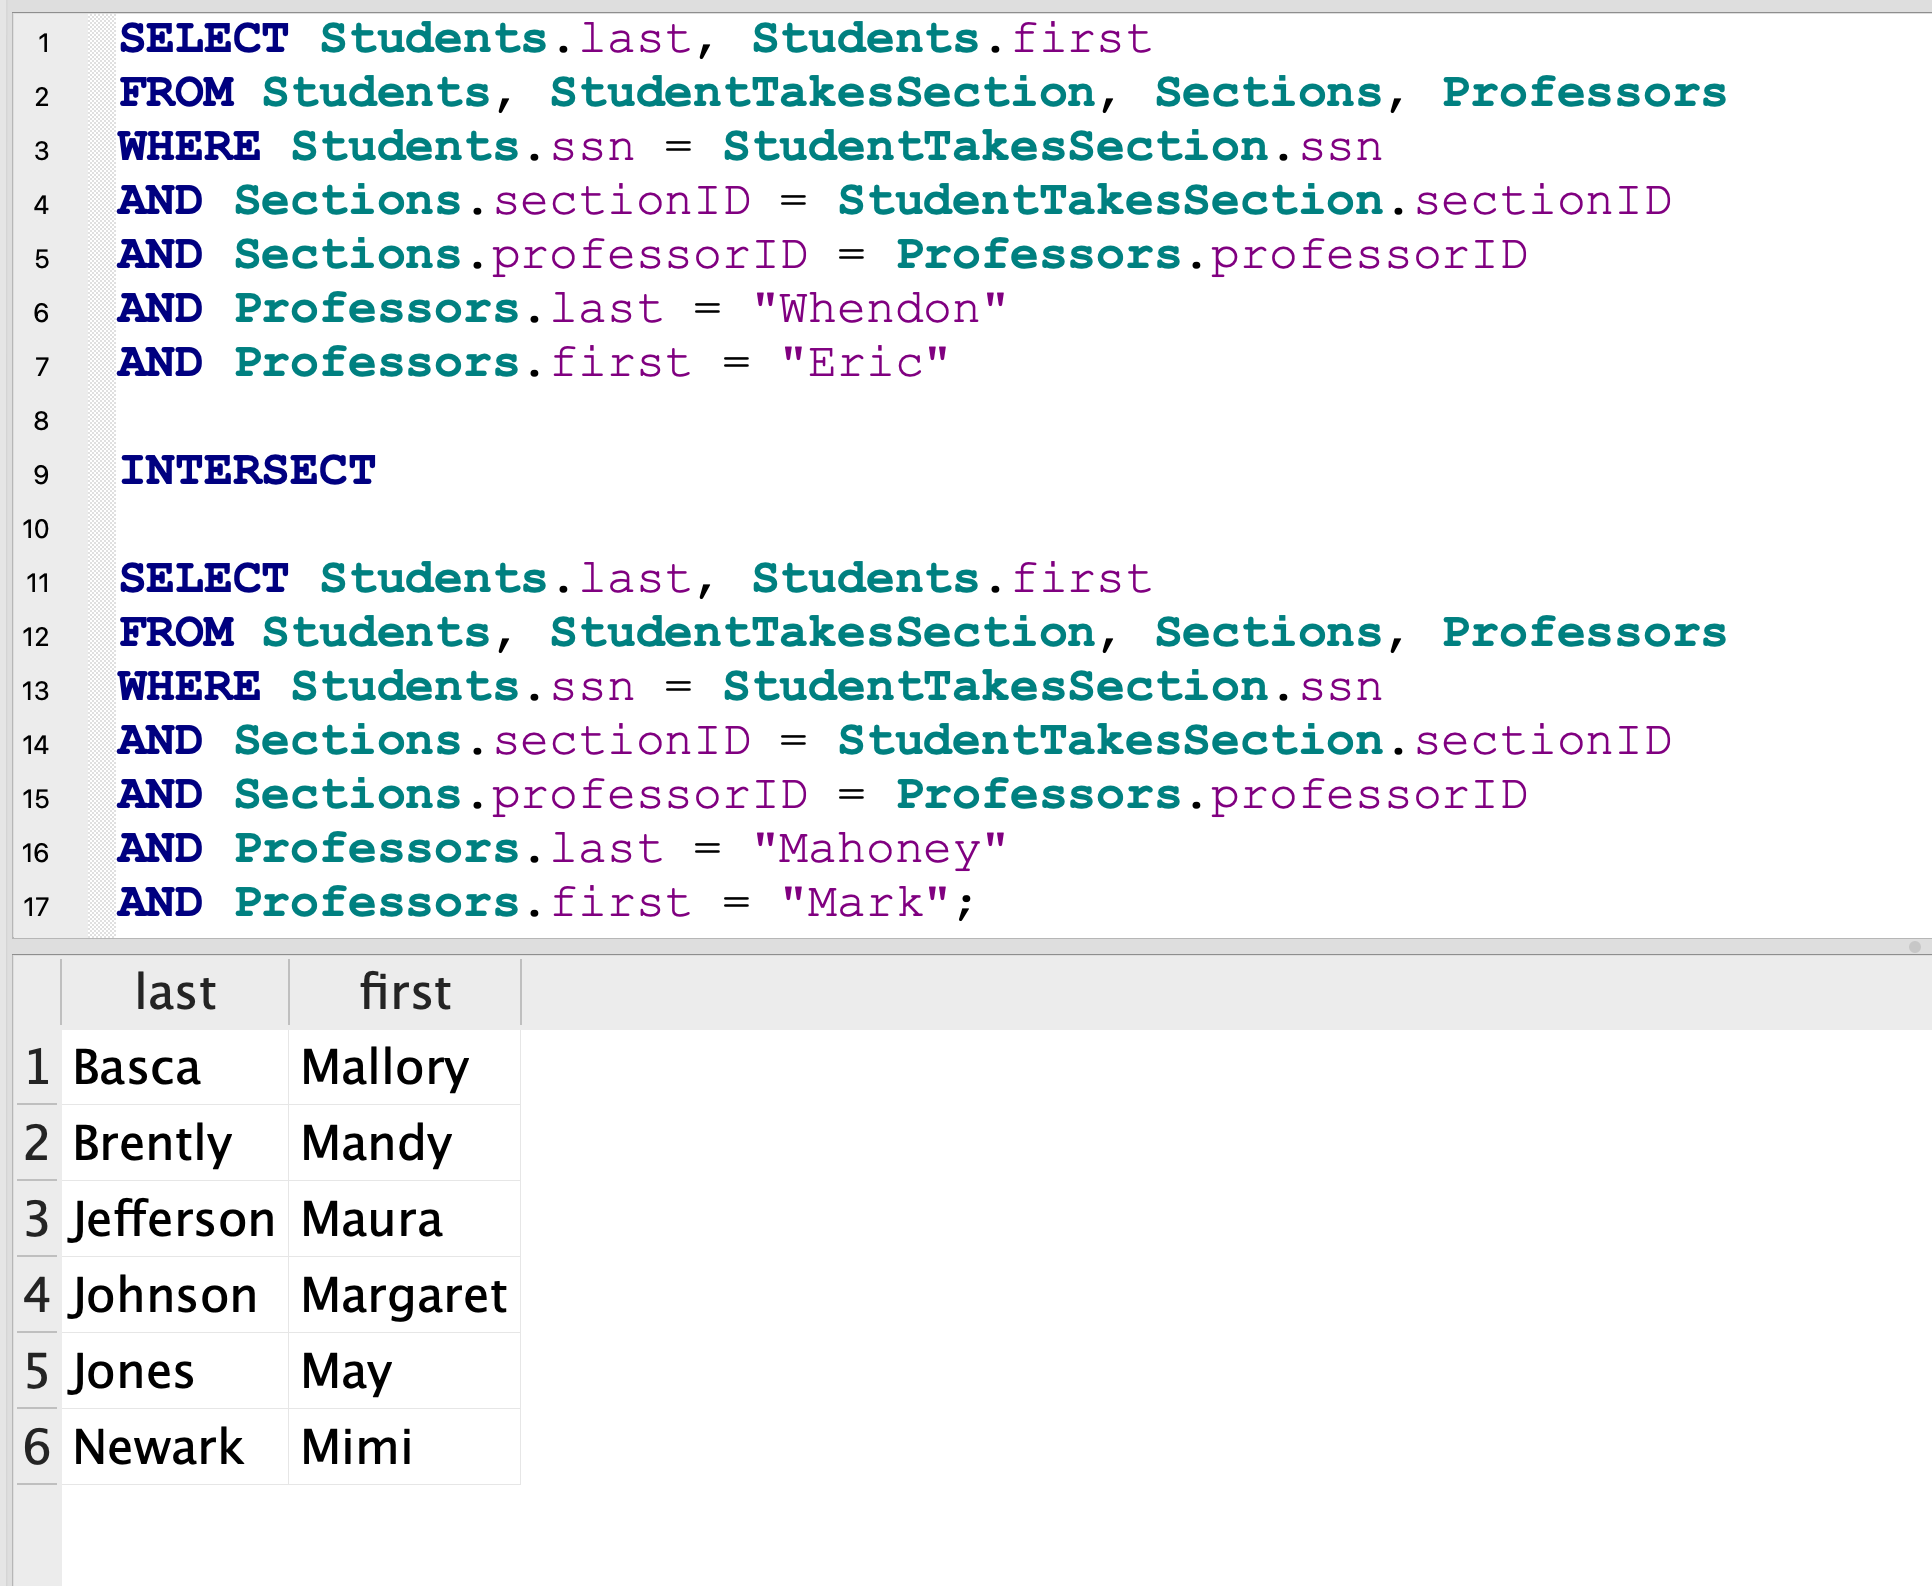 1 SELECT Students.last, Students.first
2 FROM Students, StudentTakesSection, Sections, Professors
3 WHERE Students.ssn = StudentTakesSection.ssn
4 AND Sections.sectionID = StudentTakesSection.sectionID
5 AND Sections.professorID = Professors.professorID
6 AND Professors.last = "Whendon"
7 AND Professors.first = "Eric"
8
9 INTERSECT
10
11 SELECT Students.last, Students.first
12 FROM Students, StudentTakesSection, Sections, Professors
13 WHERE Students.ssn = StudentTakesSection.ssn
14 AND Sections.sectionID = StudentTakesSection.sectionID
15 AND Sections.professorID = Professors.professorID
16 AND Professors.last = "Mahoney"
17 AND Professors.first = "Mark";
last first
1 Basca Mallory
2 Brently Mandy
3 Jefferson Maura
4 Johnson Margaret
5 Jones May
6 Newark Mimi